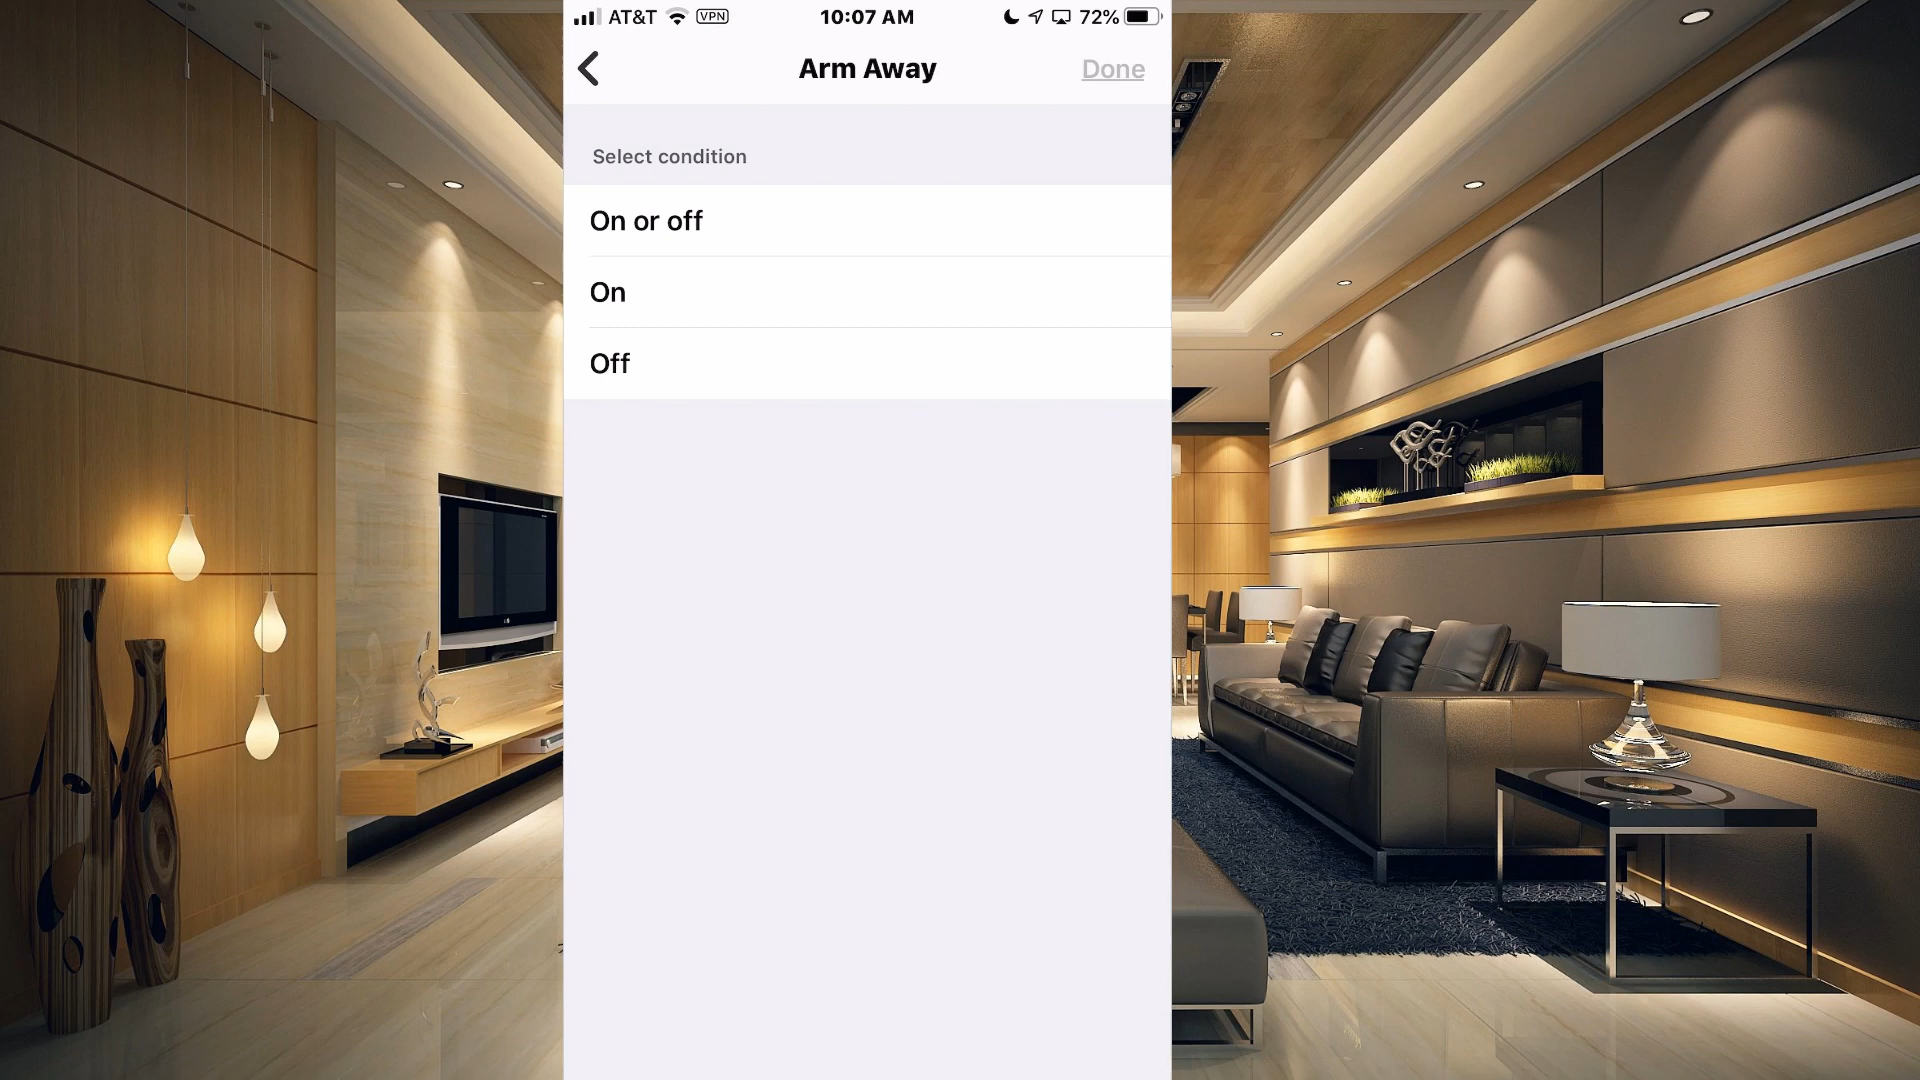 AT&T VPN 10:07 AM 72%
Arm Away Done
Select condition
On or off
On
Off